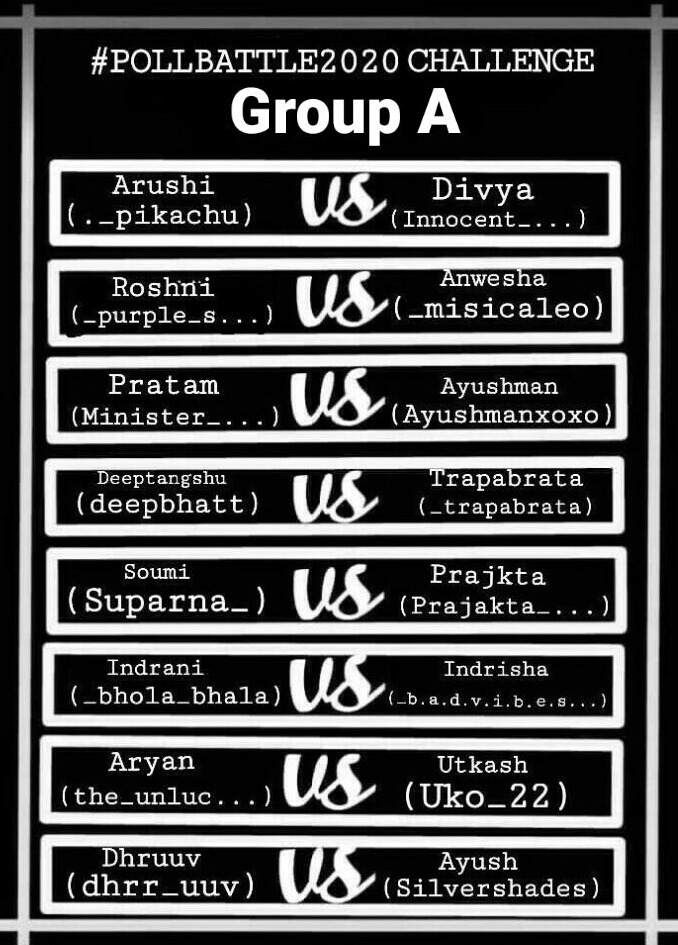 #POLLBATTLE2020 CHALLENGE
Group A
Arushi vs Divya
(._pikachu) (Innocent_...)
Roshni vs Anwesha
(_purple_s...) (_misicaleo)
Pratam vs Ayushman
(Minister_...) (Ayushmanxoxo)
Deeptangshu vs Trapabrata
(deepbhatt) (_trapabrata)
Soumi vs Prajkta
(Suparna_) (Prajakta_...)
Indrani vs Indrisha
(_bhola_bhala) (_b.a.d.v.i.b.e.s...)
Aryan vs Utkash
(the_unluc...) (Uko_22)
Dhruuv vs Ayush
(dhrr_uuv) (Silvershades)